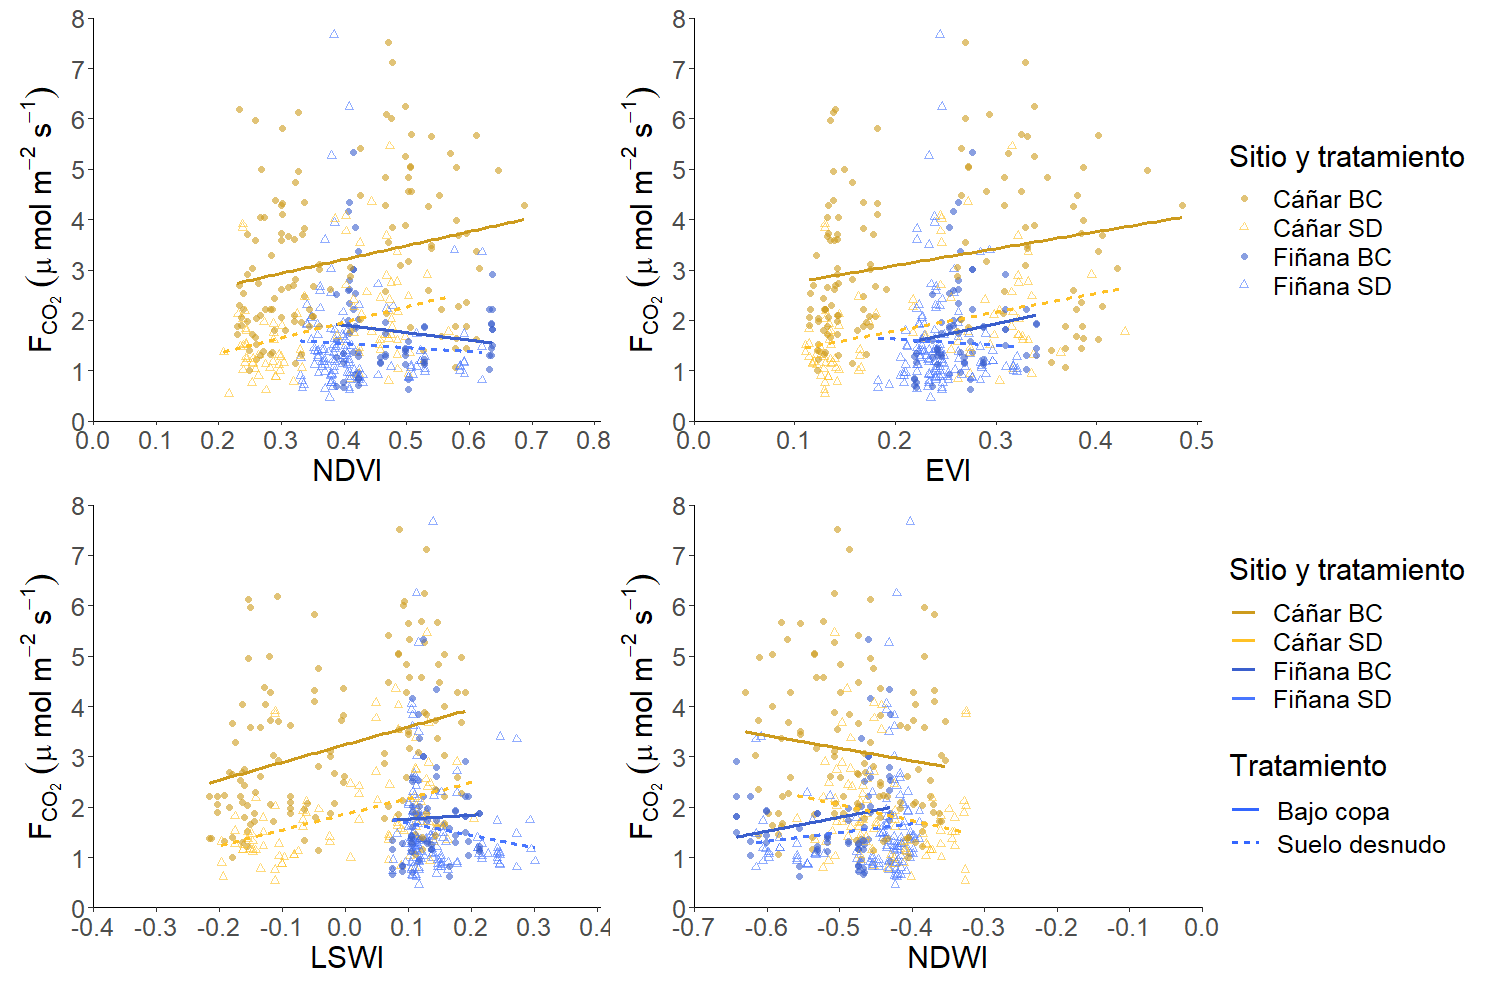 8
7
6
5
4
3
2
1
0
F_CO2 (μ mol m−2 s−1)
0.0 0.1 0.2 0.3 0.4 0.5 0.6 0.7 0.8
NDVI
8
7
6
5
4
3
2
1
0
F_CO2 (μ mol m−2 s−1)
0.0 0.1 0.2 0.3 0.4 0.5
EVI
Sitio y tratamiento
Cáñar BC
Cáñar SD
Fiñana BC
Fiñana SD
8
7
6
5
4
3
2
1
0
F_CO2 (μ mol m−2 s−1)
-0.4 -0.3 -0.2 -0.1 0.0 0.1 0.2 0.3 0.4
LSWI
8
7
6
5
4
3
2
1
0
F_CO2 (μ mol m−2 s−1)
-0.7 -0.6 -0.5 -0.4 -0.3 -0.2 -0.1 0.0
NDWI
Sitio y tratamiento
Cáñar BC
Cáñar SD
Fiñana BC
Fiñana SD
Tratamiento
Bajo copa
Suelo desnudo